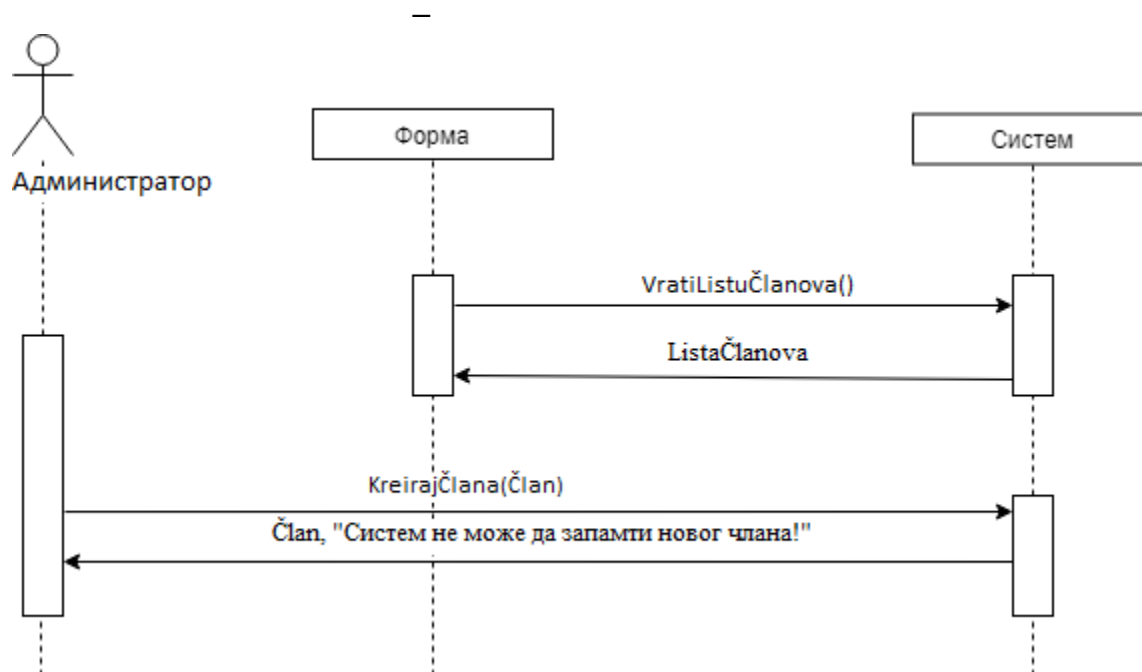 Форма
Систем
Администратор
VratiListuČlanova()
ListaČlanova
KreirajČlana(Član)
Član, "Систем не може да запамти новог члана!"